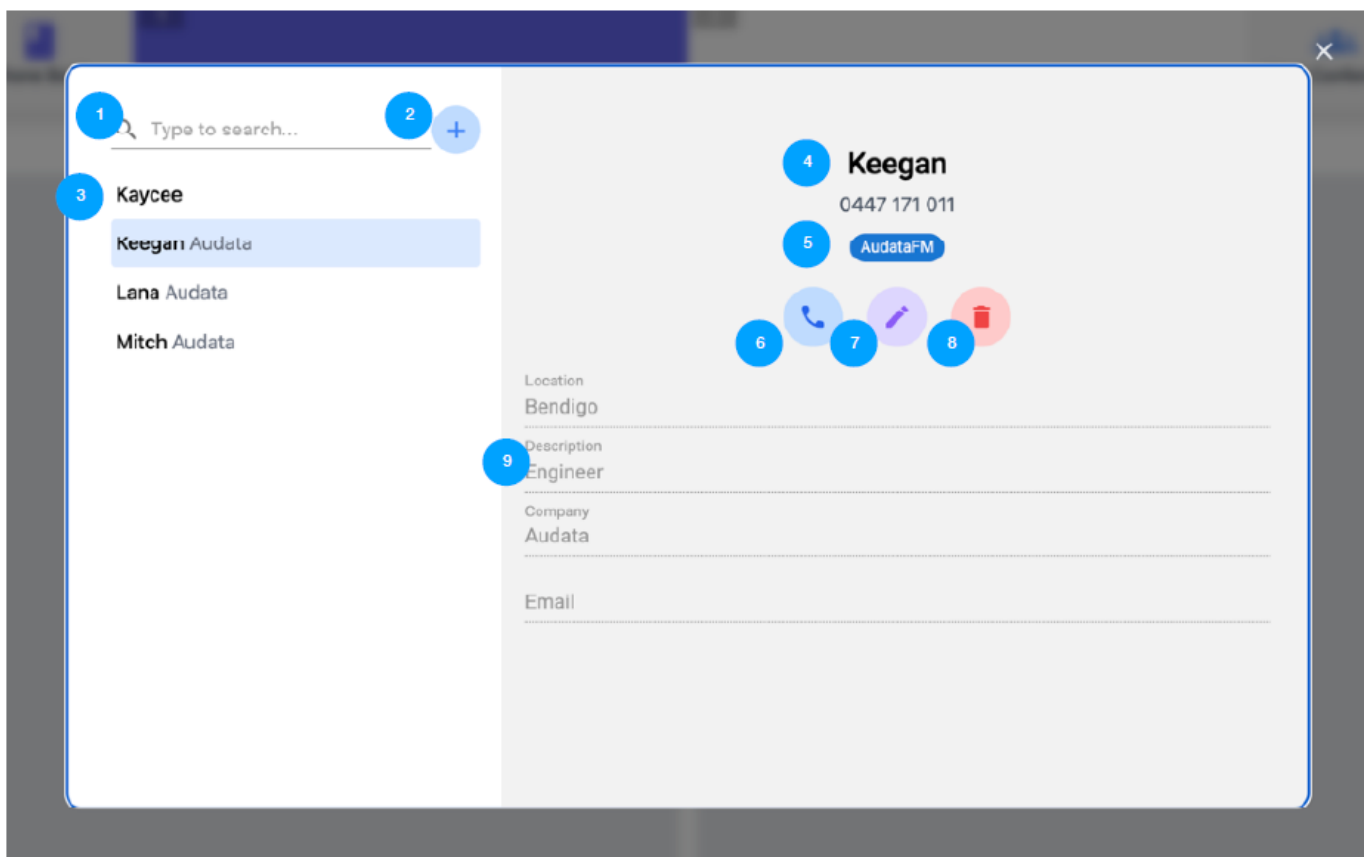 1
Type to search...
2
+
3
Kaycee
Keegan Audata
Lana Audata
Mitch Audata
4
Keegan
0447 171 011
5
AudataFM
6
7
8
Location
Bendigo
9
Description
Engineer
Company
Audata
Email